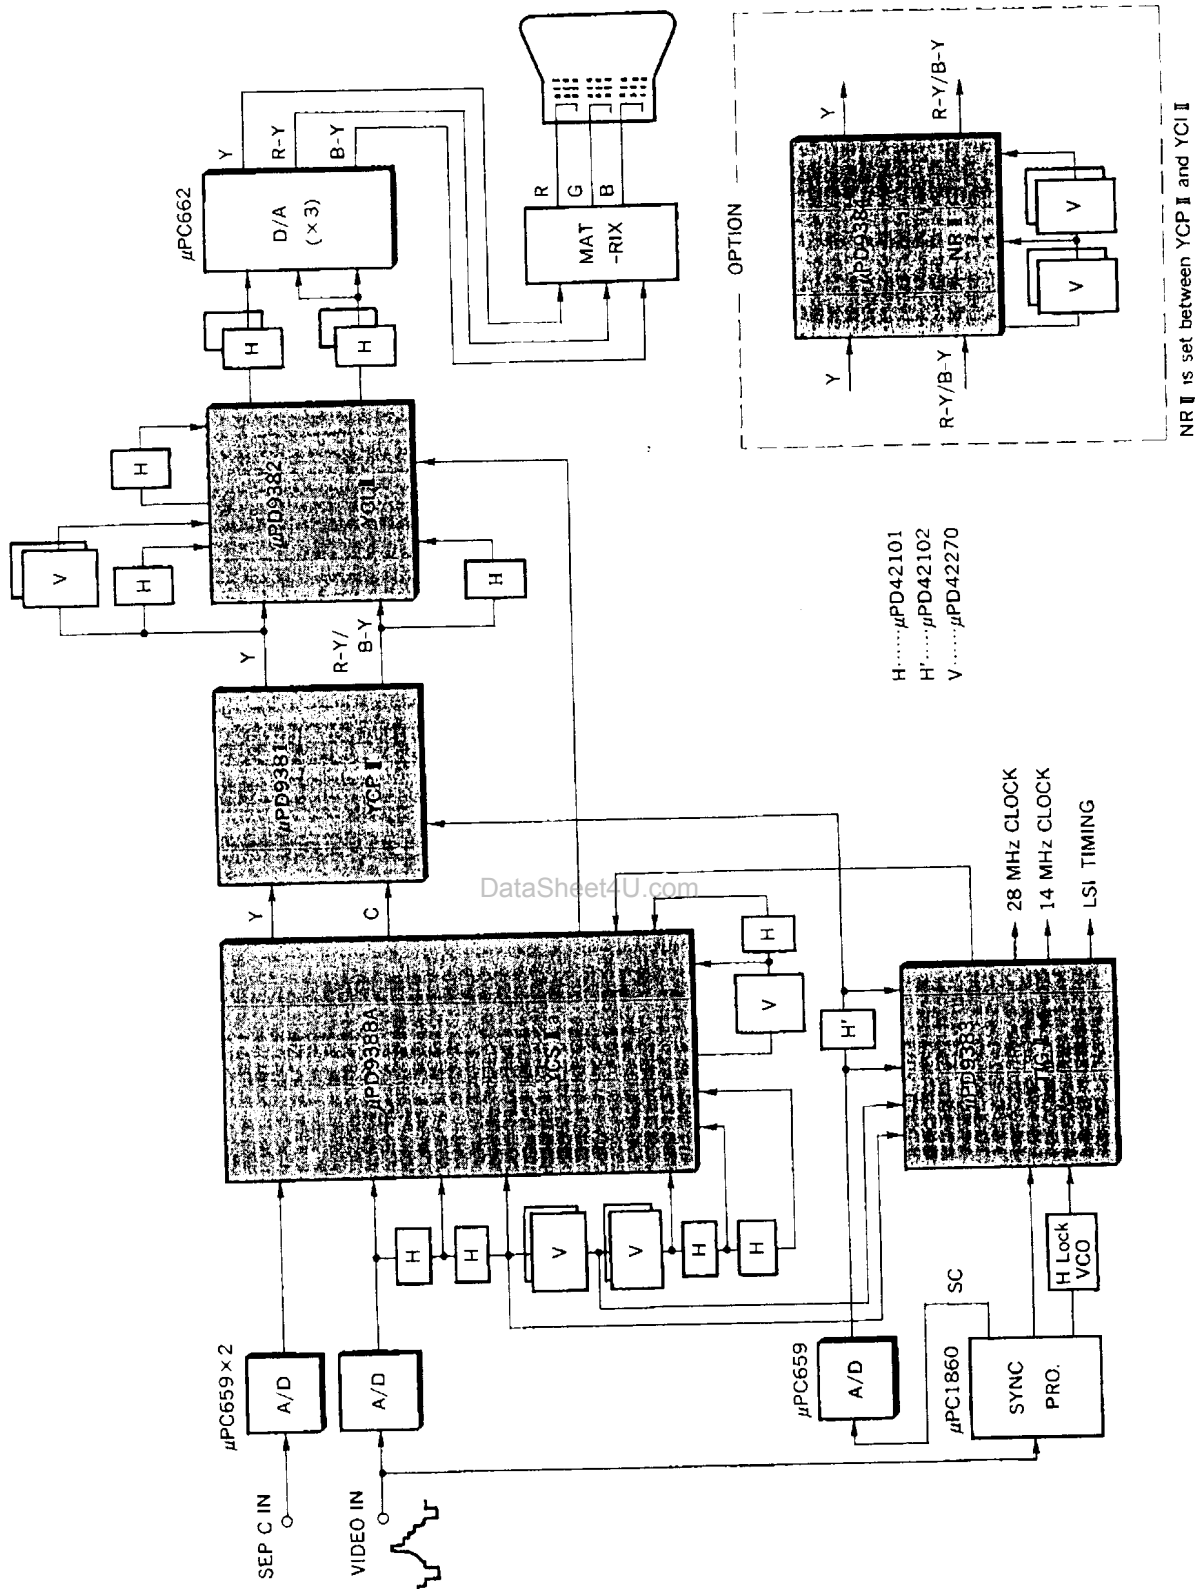 SEP C IN
VIDEO IN
μPC659×2
A/D
A/D
μPC659
A/D
μPC1860
SYNC
PRO.
SC
H Lock
VCO
H
H
V
V
H
H
μPD9388A
V
H
H'
μPD9383
28 MHz CLOCK
14 MHz CLOCK
LSI TIMING
Y
C
μPD9381
YCP Ⅱ
Y
R-Y/
B-Y
V
H
H
H
μPD9382
YCI Ⅱ
H
H
μPC662
D/A
(×3)
Y
R-Y
B-Y
MAT
-RIX
R
G
B
H……μPD42101
H'……μPD42102
V……μPD42270
OPTION
Y
R-Y/B-Y
NR Ⅱ
V
V
Y
R-Y/B-Y
NR Ⅱ is set between YCP Ⅱ and YCI Ⅱ
DataSheet4U.com